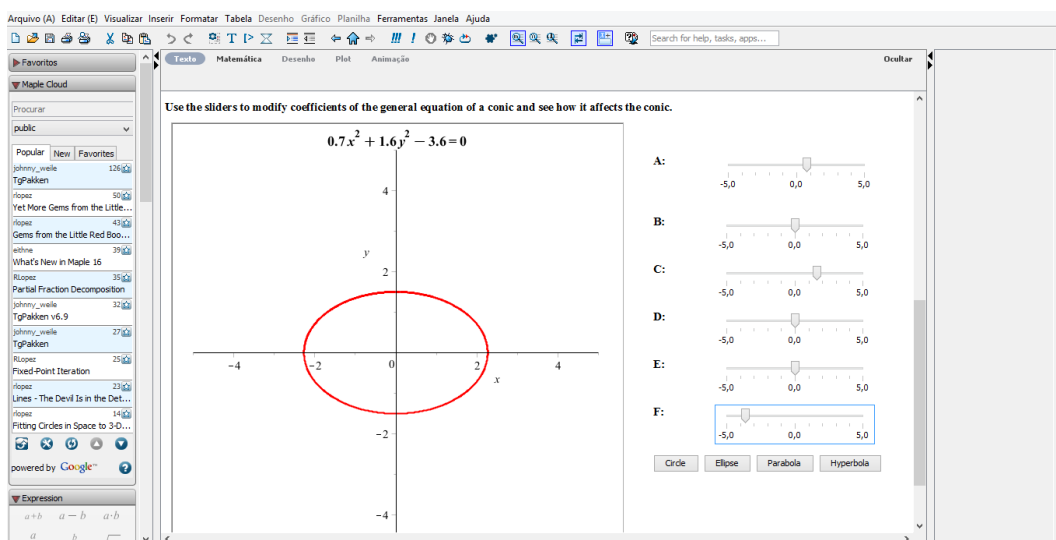 Arquivo (A) Editar (E) Visualizar Inserir Formatar Tabela Desenho Gráfico Planilha Ferramentas Janela Ajuda
Search for help, tasks, apps...
Favoritos
Texto Matemática Desenho Plot Animação Ocultar
Maple Cloud
Procurar
public
Popular New Favorites
johnny_weile 126
TgPakken
rlopez 50
Yet More Gems from the Little...
rlopez 43
Gems from the Little Red Boo...
eithne 39
What's New in Maple 16
RLopez 35
Partial Fraction Decomposition
johnny_weile 32
TgPakken v6.9
johnny_weile 27
TgPakken
RLopez 25
Fixed-Point Iteration
rlopez 23
Lines - The Devil Is in the Det...
rlopez 14
Fitting Circles in Space to 3-D...
powered by Google™
Expression
a+b a−b a·b
a b
Use the sliders to modify coefficients of the general equation of a conic and see how it affects the conic.
0.7x² + 1.6y² − 3.6=0
4
y
2
−4 −2 0 2 4
x
−2
−4
A:
-5,0 0,0 5,0
B:
-5,0 0,0 5,0
C:
-5,0 0,0 5,0
D:
-5,0 0,0 5,0
E:
-5,0 0,0 5,0
F:
-5,0 0,0 5,0
Circle Ellipse Parabola Hyperbola